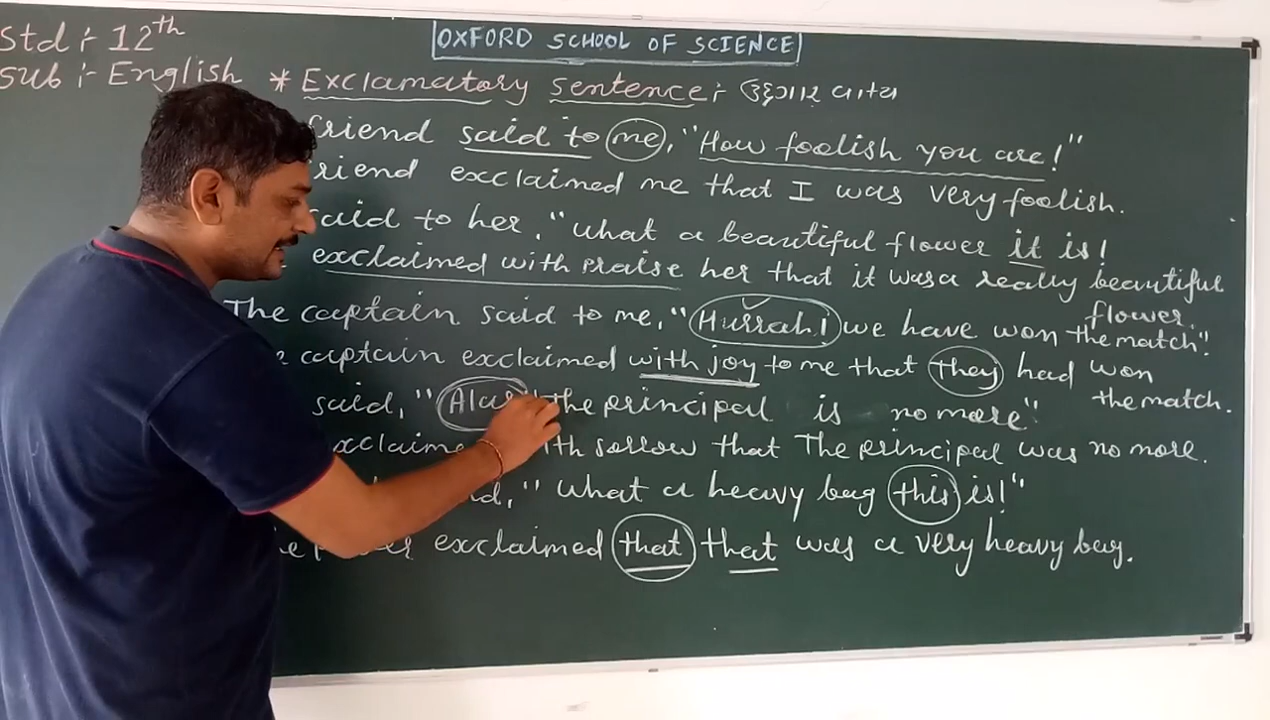 Std :- 12th
OXFORD SCHOOL OF SCIENCE
Sub :- English
* Exclamatory sentence :- ઉદ્દગાર વાક્ય
friend said to me, "How foolish you are!"
riend excclaimed me that I was very foolish.
said to her, "what a beautiful flower it is!
exclaimed with praise her that it was a really beautiful flower.
The captain said to me, "Hurrah! we have won the match".
captain exclaimed with joy to me that they had won the match.
said, "Alas the principal is no more"
xclaime th sorrow that The principal was no more.
d, "what a heavy bag this is!"
exclaimed that that was a very heavy bag.